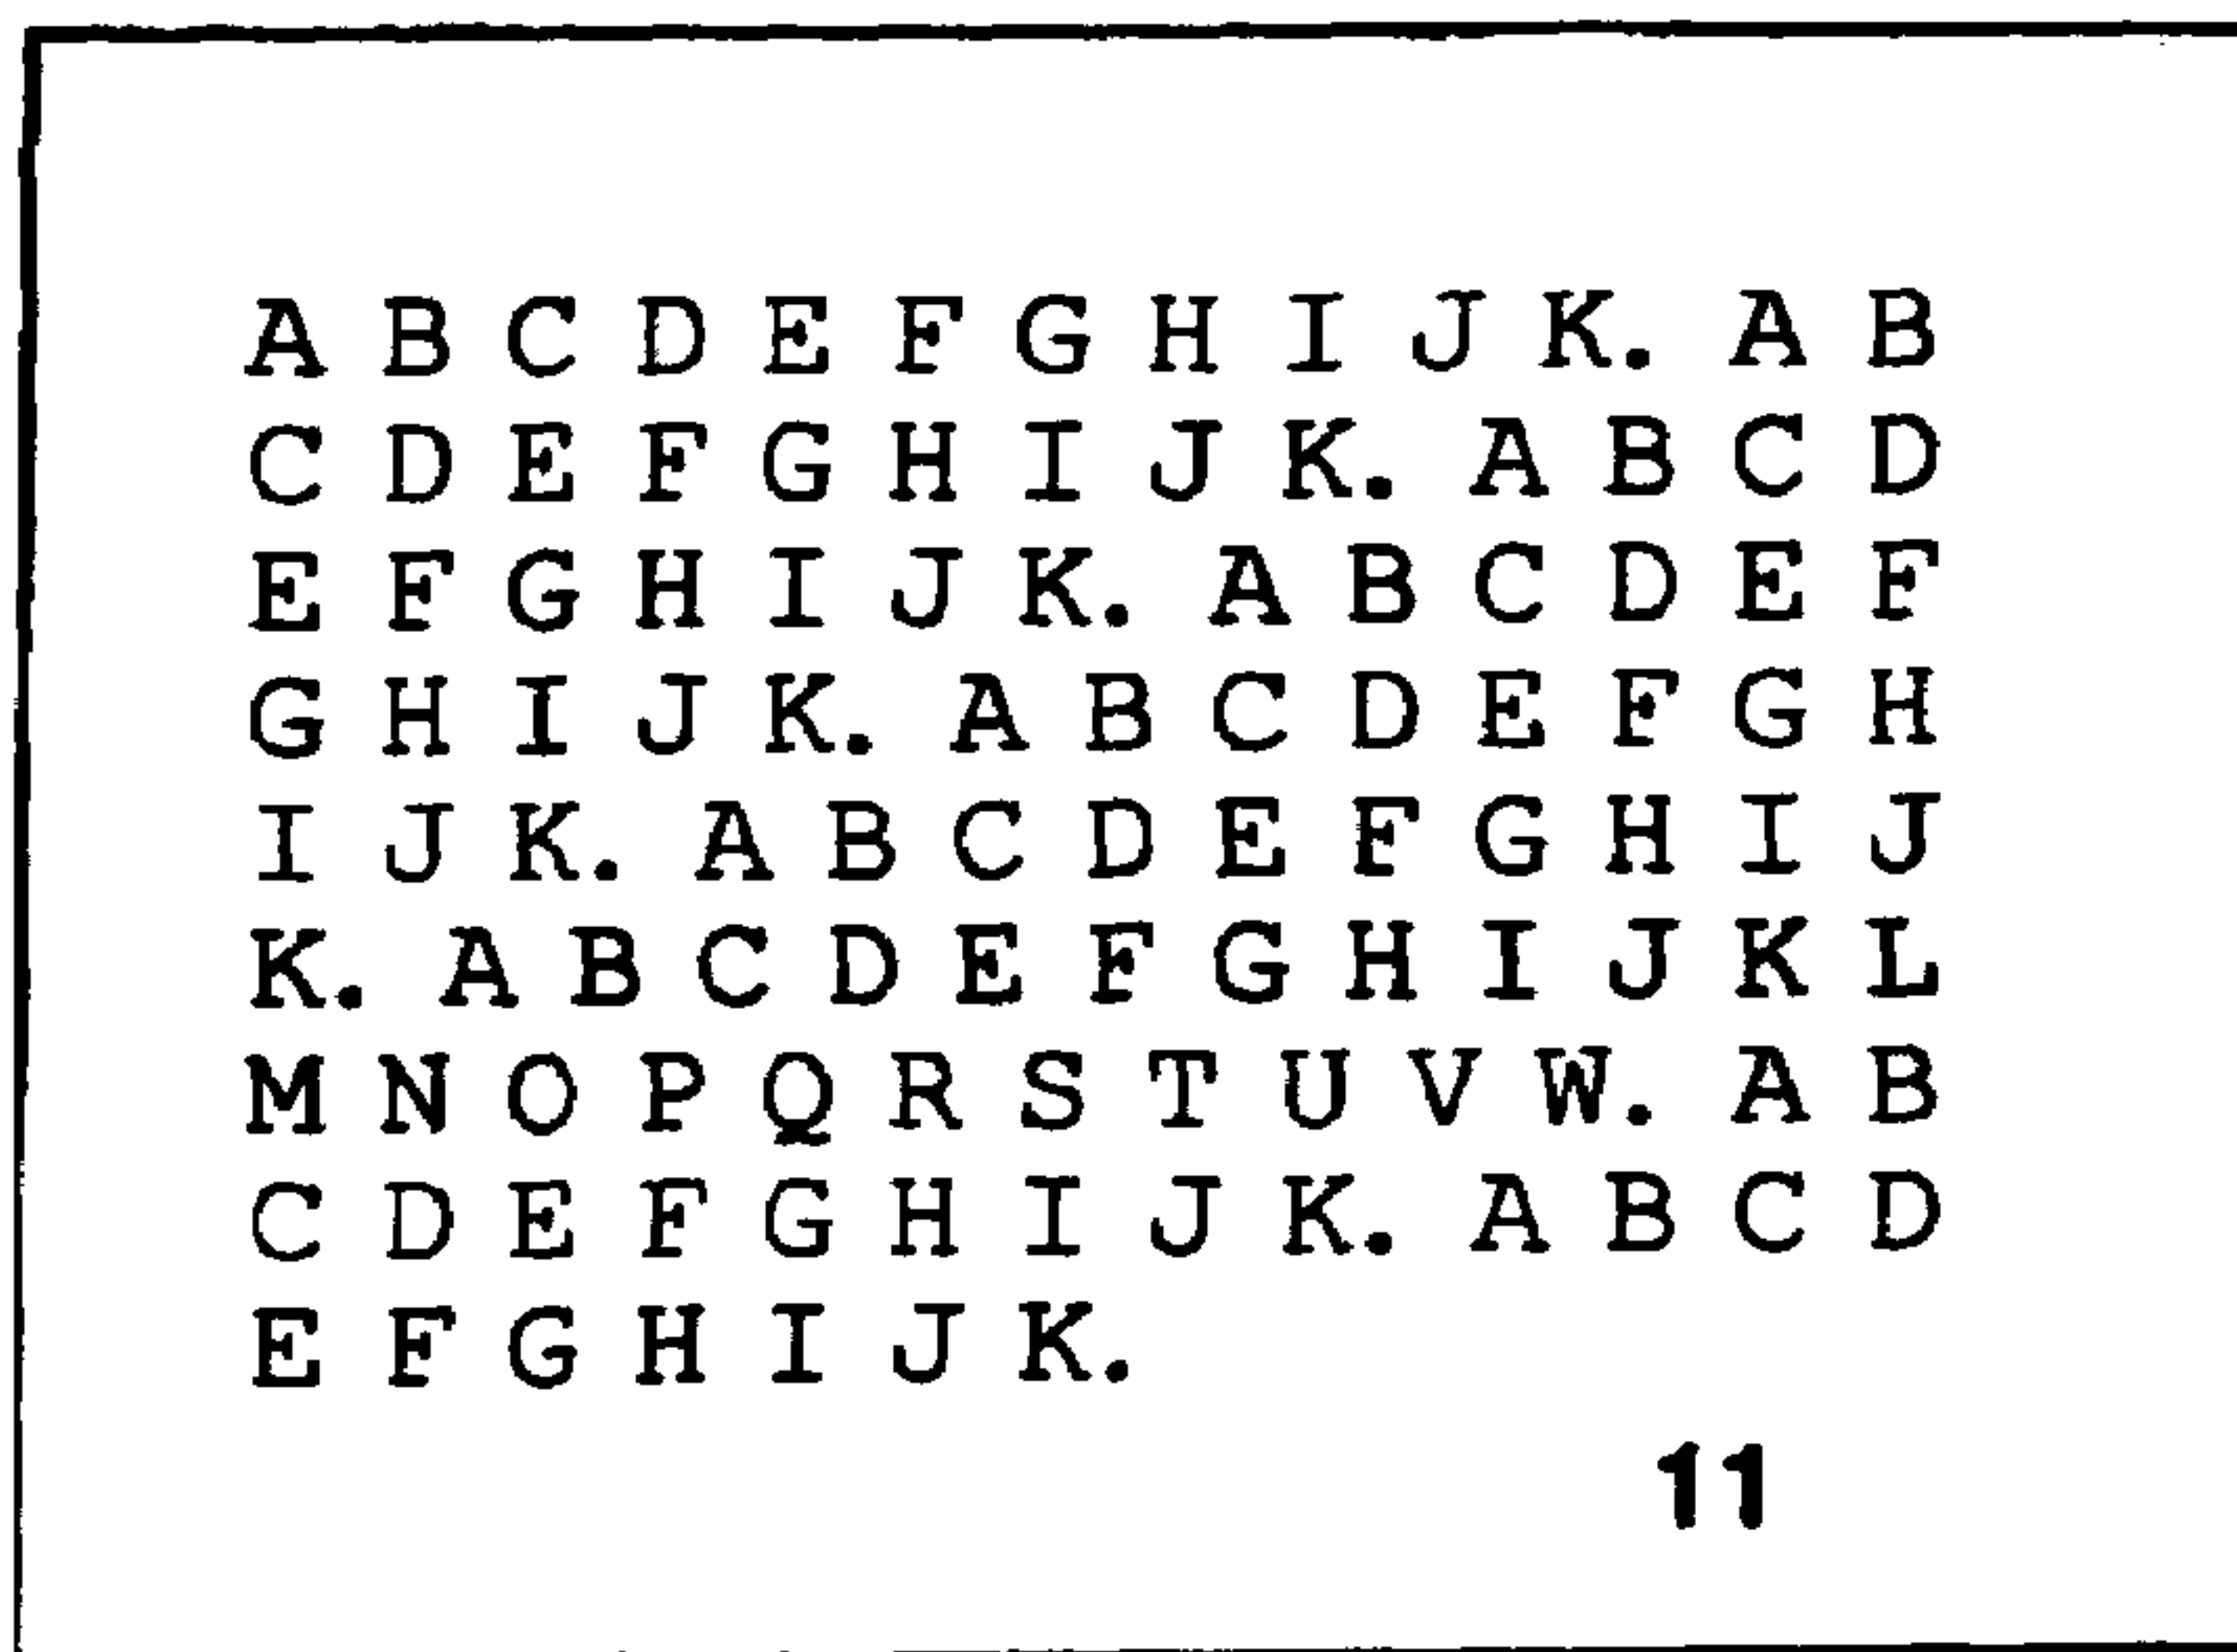 A B C D E F G H I J K. A B
C D E F G H I J K. A B C D
E F G H I J K. A B C D E F
G H I J K. A B C D E F G H
I J K. A B C D E F G H I J
K. A B C D E F G H I J K L
M N O P Q R S T U V W. A B
C D E F G H I J K. A B C D
E F G H I J K.
11